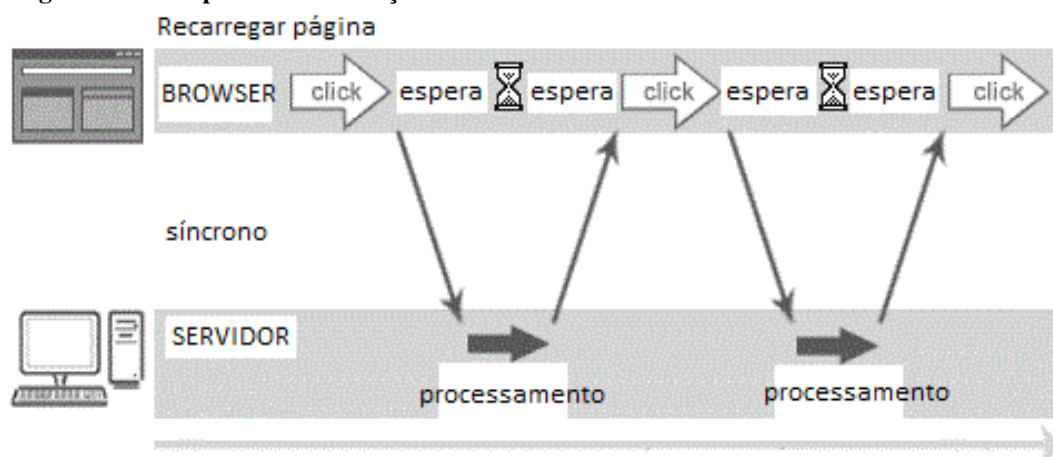 Recarregar página
BROWSER click espera espera click espera espera click
síncrono
SERVIDOR
processamento processamento